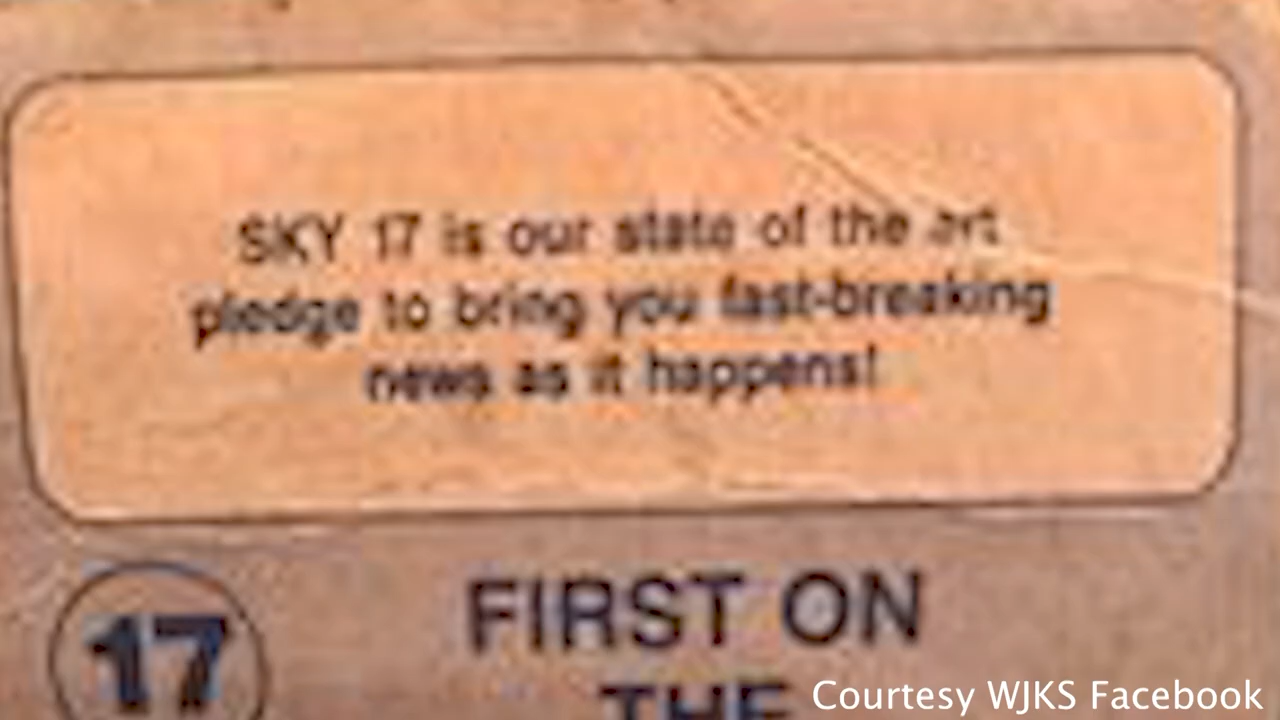 SKY 17 is our state of the art
pledge to bring you fast-breaking
news as it happens!
17
FIRST ON
THE
Courtesy WJKS Facebook